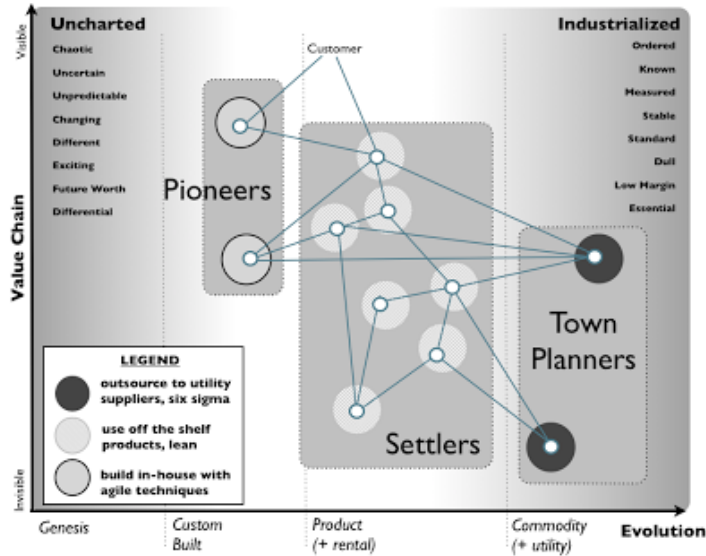 Uncharted
Industrialized
Visible
Chaotic
Uncertain
Unpredictable
Changing
Different
Exciting
Future Worth
Differential
Customer
Ordered
Known
Measured
Stable
Standard
Dull
Low Margin
Essential
Pioneers
Value Chain
Town
Planners
Settlers
LEGEND
outsource to utility
suppliers, six sigma
use off the shelf
products, lean
build in-house with
agile techniques
Invisible
Genesis
Custom
Built
Product
(+ rental)
Commodity
(+ utility)
Evolution